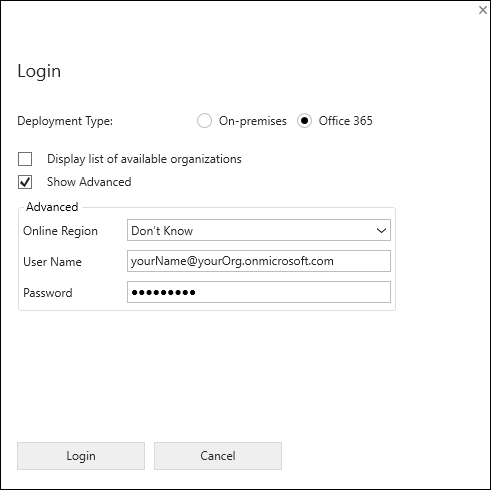 Login
Deployment Type: On-premises Office 365
Display list of available organizations
Show Advanced
Advanced
Online Region Don't Know
User Name yourName@yourOrg.onmicrosoft.com
Password ●●●●●●●●●
Login Cancel